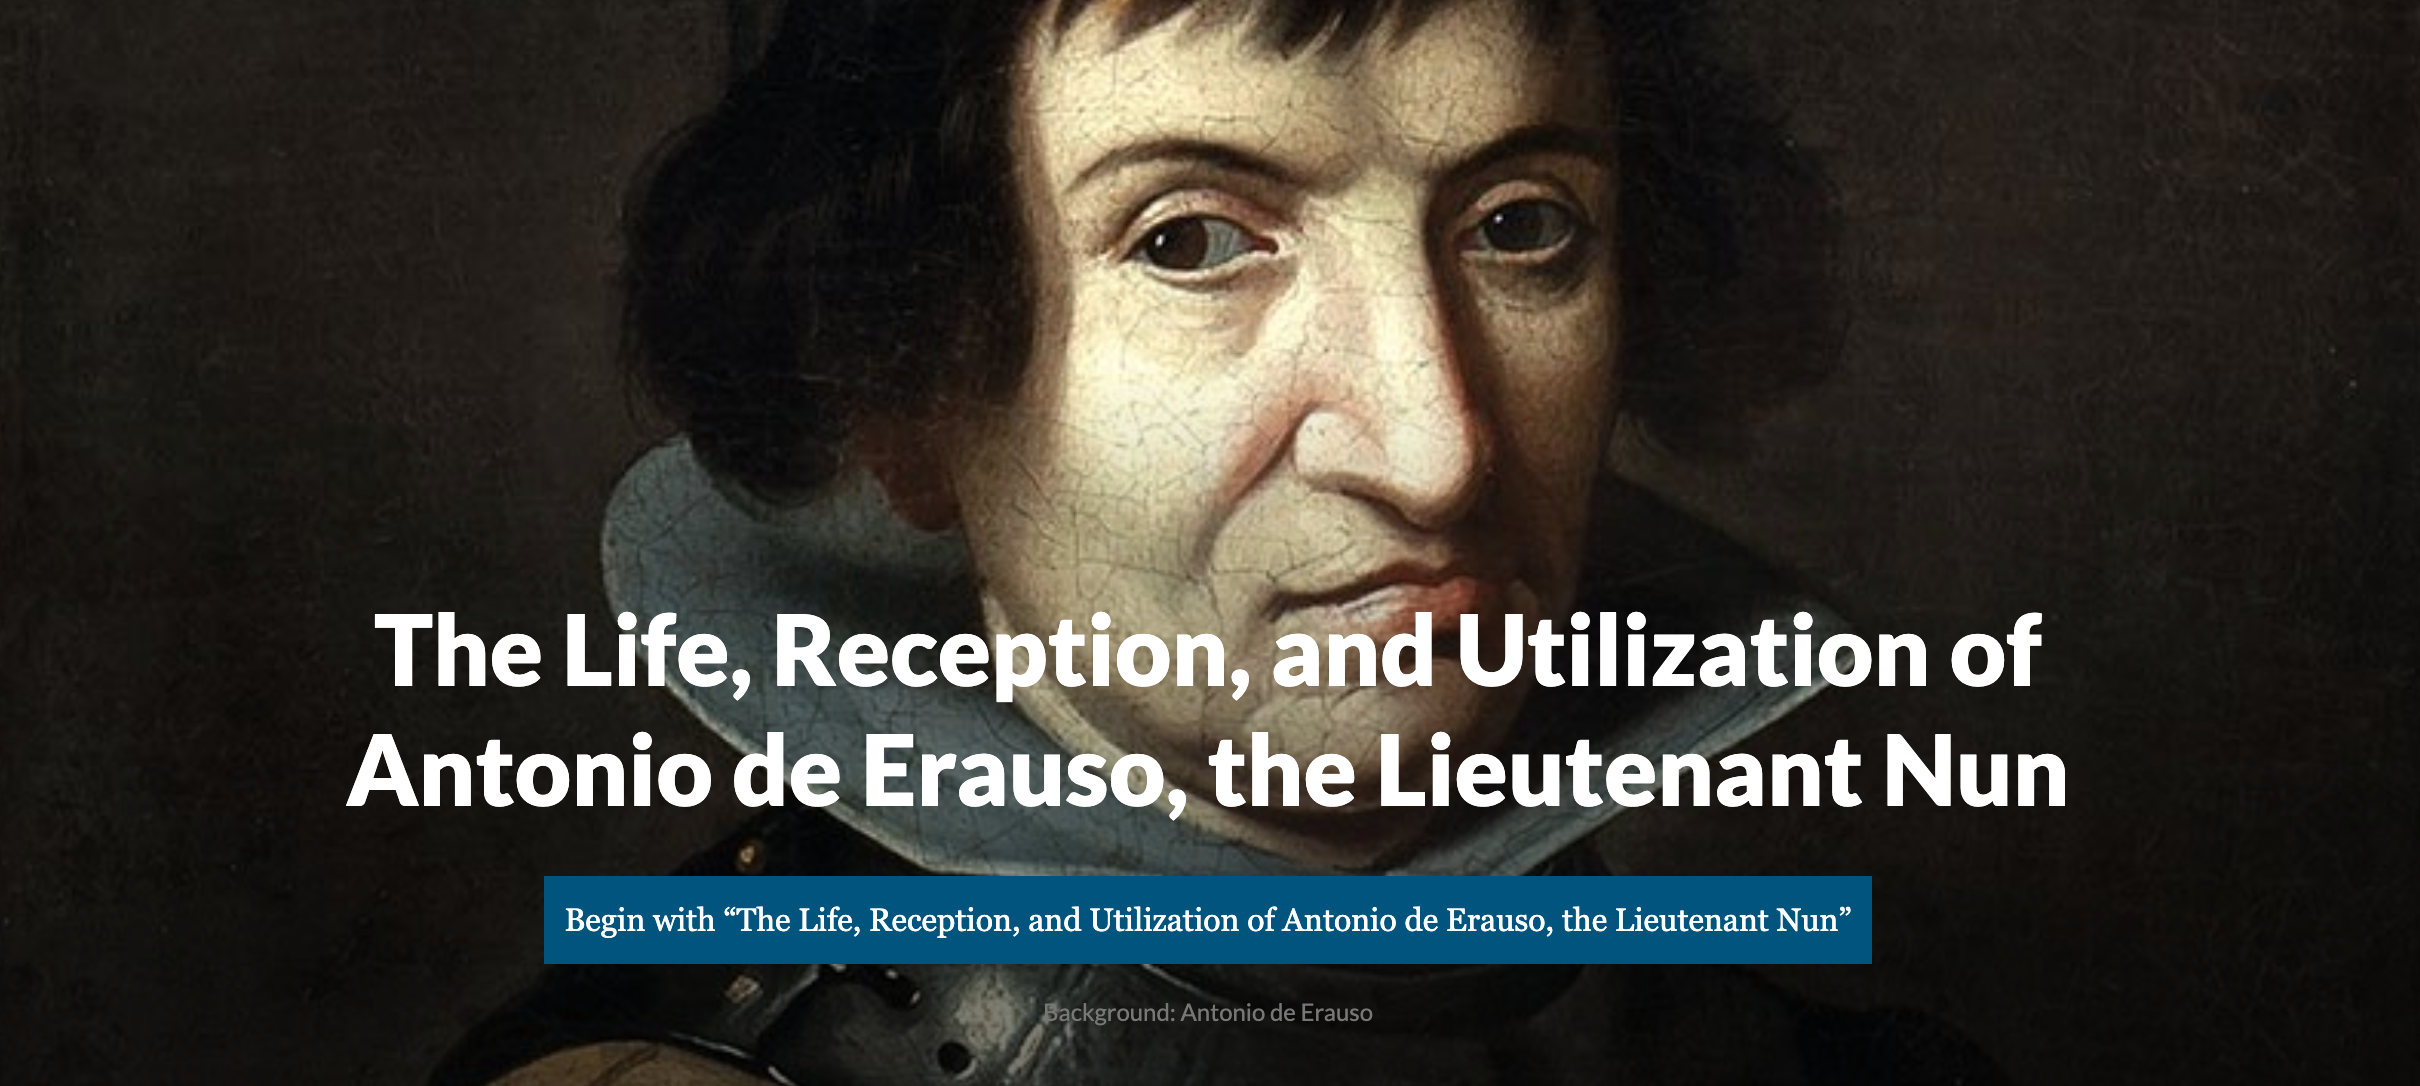 The Life, Reception, and Utilization of
Antonio de Erauso, the Lieutenant Nun
Begin with “The Life, Reception, and Utilization of Antonio de Erauso, the Lieutenant Nun”
Background: Antonio de Erauso